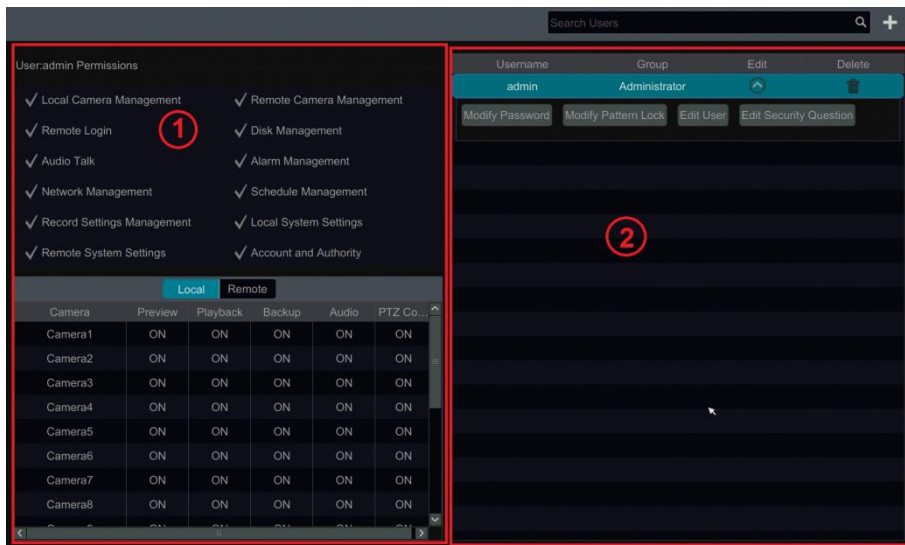 Search Users
User:admin Permissions
Local Camera Management Remote Camera Management
Remote Login Disk Management
Audio Talk Alarm Management
Network Management Schedule Management
Record Settings Management Local System Settings
Remote System Settings Account and Authority
1
Local Remote
Camera Preview Playback Backup Audio PTZ Co...
Camera1 ON ON ON ON ON
Camera2 ON ON ON ON ON
Camera3 ON ON ON ON ON
Camera4 ON ON ON ON ON
Camera5 ON ON ON ON ON
Camera6 ON ON ON ON ON
Camera7 ON ON ON ON ON
Camera8 ON ON ON ON ON
Username Group Edit Delete
admin Administrator
Modify Password Modify Pattern Lock Edit User Edit Security Question
2